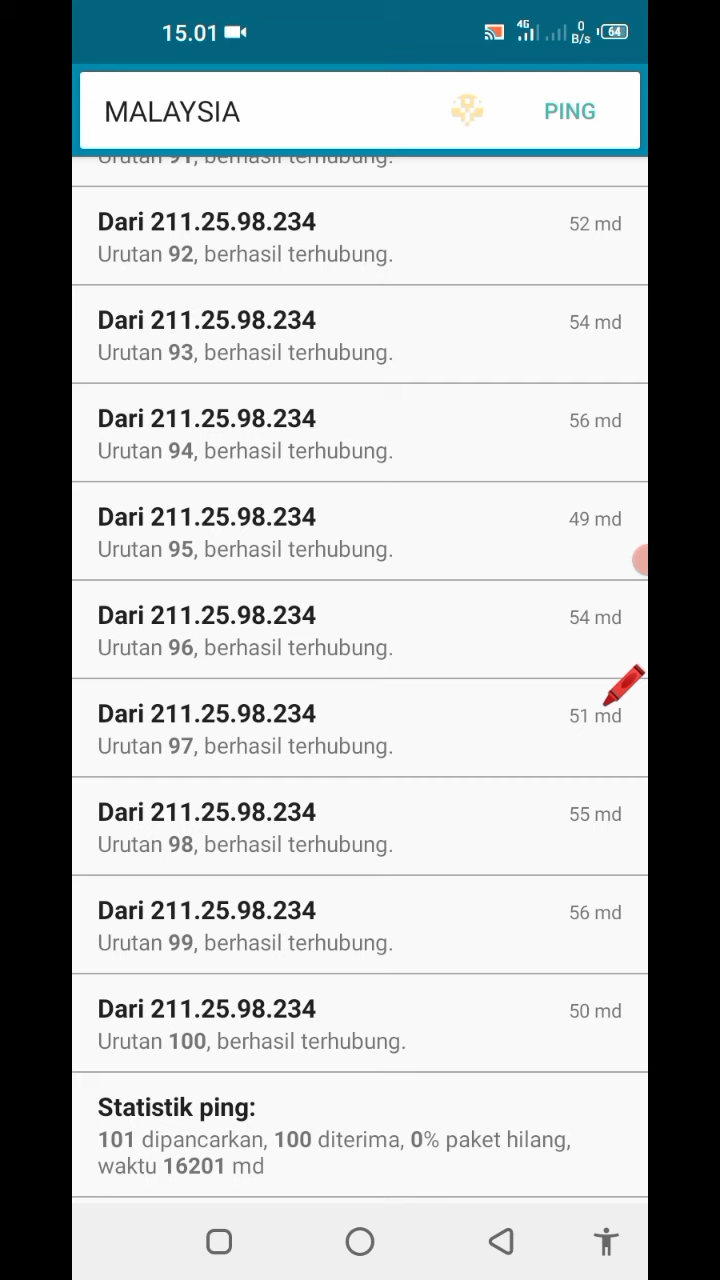 15.01
4G
0
B/s
64
MALAYSIA
PING
Urutan 91, berhasil terhubung.
Dari 211.25.98.234
52 md
Urutan 92, berhasil terhubung.
Dari 211.25.98.234
54 md
Urutan 93, berhasil terhubung.
Dari 211.25.98.234
56 md
Urutan 94, berhasil terhubung.
Dari 211.25.98.234
49 md
Urutan 95, berhasil terhubung.
Dari 211.25.98.234
54 md
Urutan 96, berhasil terhubung.
Dari 211.25.98.234
51 md
Urutan 97, berhasil terhubung.
Dari 211.25.98.234
55 md
Urutan 98, berhasil terhubung.
Dari 211.25.98.234
56 md
Urutan 99, berhasil terhubung.
Dari 211.25.98.234
50 md
Urutan 100, berhasil terhubung.
Statistik ping:
101 dipancarkan, 100 diterima, 0% paket hilang,
waktu 16201 md